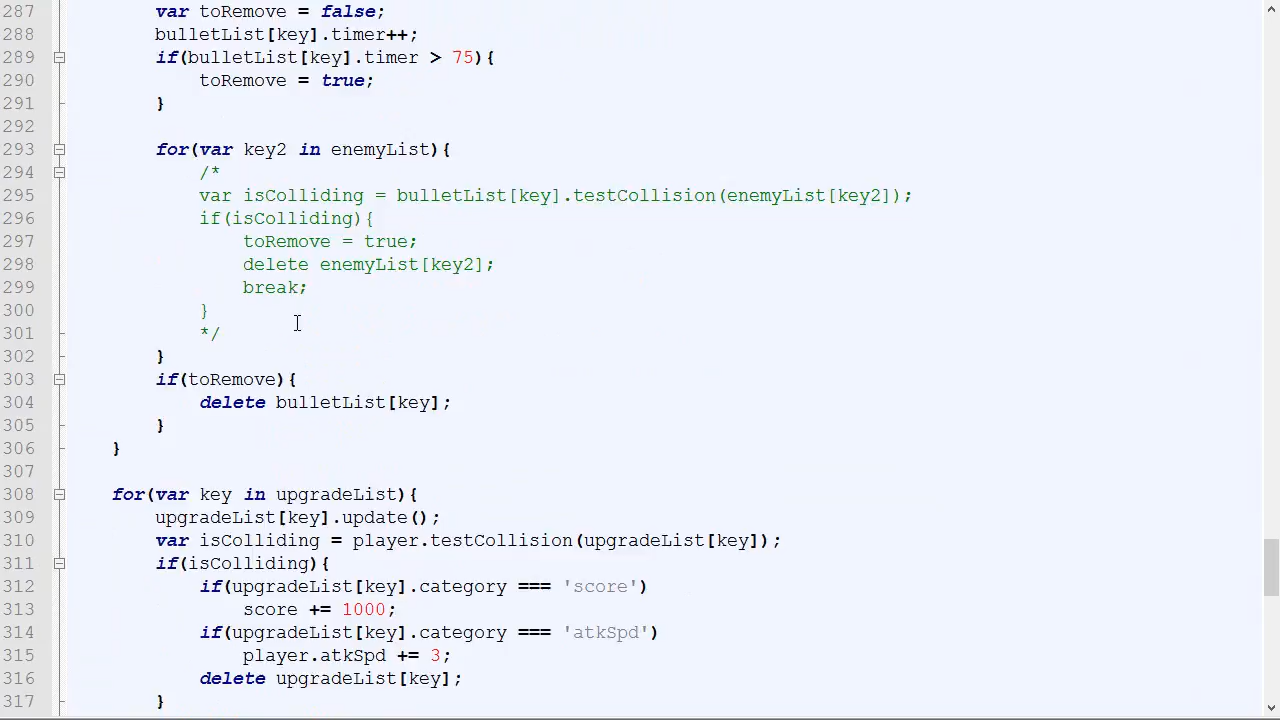 287 var toRemove = false;
288 bulletList[key].timer++;
289 if(bulletList[key].timer > 75){
290 toRemove = true;
291 }
292
293 for(var key2 in enemyList){
294 /*
295 var isColliding = bulletList[key].testCollision(enemyList[key2]);
296 if(isColliding){
297 toRemove = true;
298 delete enemyList[key2];
299 break;
300 }
301 */
302 }
303 if(toRemove){
304 delete bulletList[key];
305 }
306 }
307
308 for(var key in upgradeList){
309 upgradeList[key].update();
310 var isColliding = player.testCollision(upgradeList[key]);
311 if(isColliding){
312 if(upgradeList[key].category === 'score')
313 score += 1000;
314 if(upgradeList[key].category === 'atkSpd')
315 player.atkSpd += 3;
316 delete upgradeList[key];
317 }